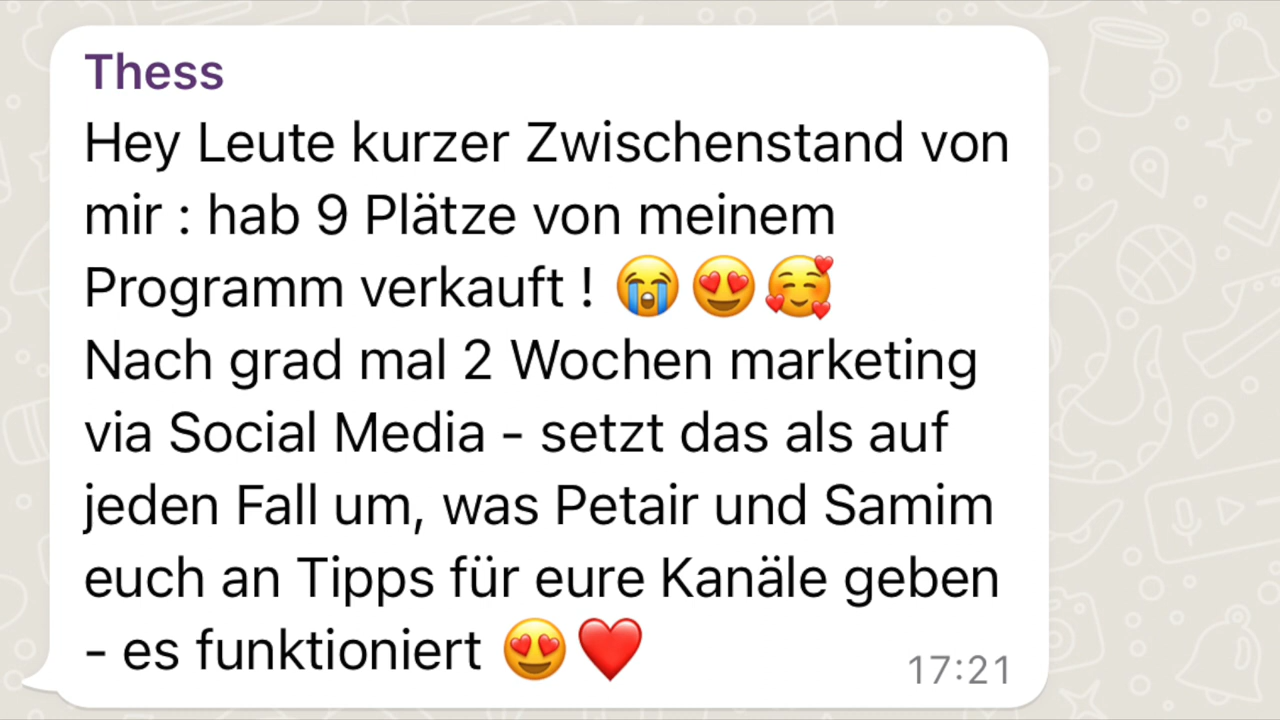 Thess
Hey Leute kurzer Zwischenstand von
mir : hab 9 Plätze von meinem
Programm verkauft ! 😭😍🥰
Nach grad mal 2 Wochen marketing
via Social Media - setzt das als auf
jeden Fall um, was Petair und Samim
euch an Tipps für eure Kanäle geben
- es funktioniert 😍❤️
17:21